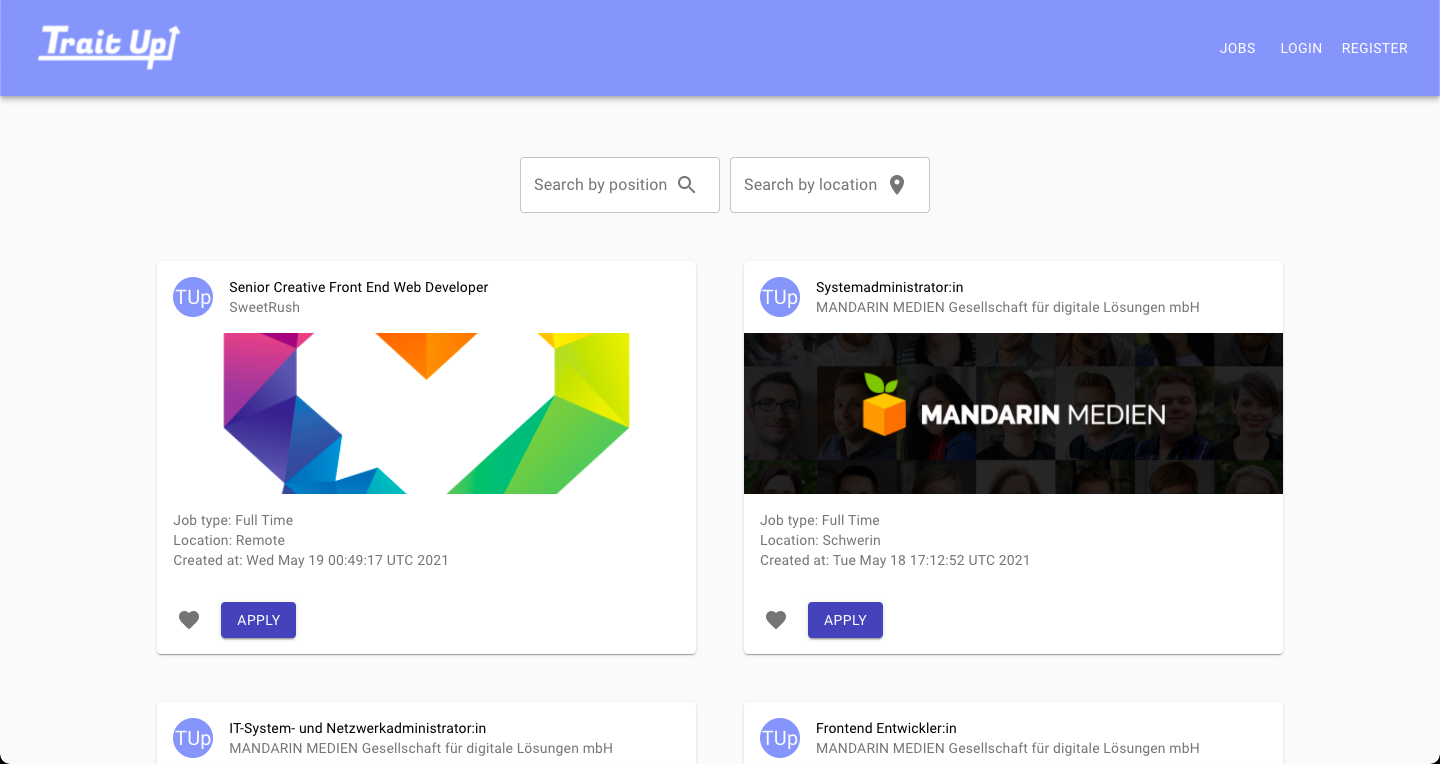 Trait Up
JOBS LOGIN REGISTER
Search by position
Search by location
TUp
Senior Creative Front End Web Developer
SweetRush
Job type: Full Time
Location: Remote
Created at: Wed May 19 00:49:17 UTC 2021
APPLY
TUp
Systemadministrator:in
MANDARIN MEDIEN Gesellschaft für digitale Lösungen mbH
MANDARIN MEDIEN
Job type: Full Time
Location: Schwerin
Created at: Tue May 18 17:12:52 UTC 2021
APPLY
TUp
IT-System- und Netzwerkadministrator:in
MANDARIN MEDIEN Gesellschaft für digitale Lösungen mbH
TUp
Frontend Entwickler:in
MANDARIN MEDIEN Gesellschaft für digitale Lösungen mbH